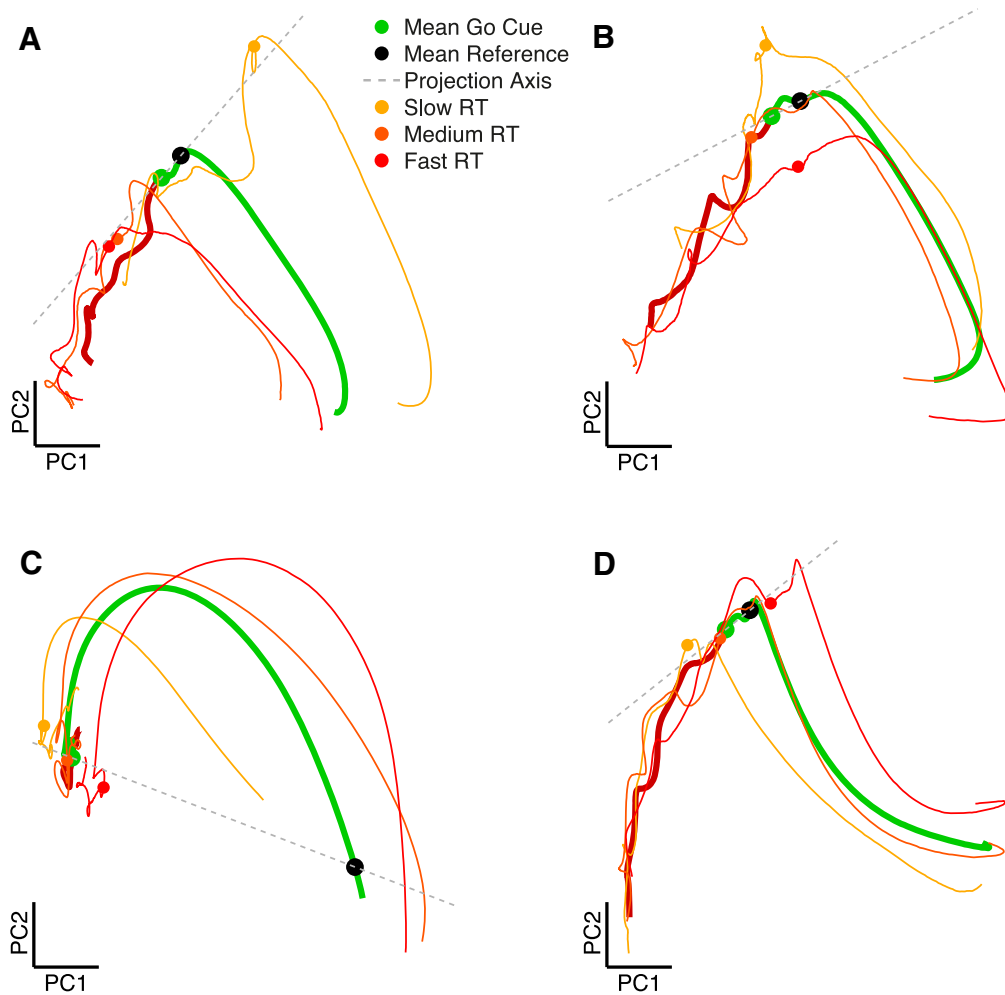 A
Mean Go Cue
Mean Reference
Projection Axis
Slow RT
Medium RT
Fast RT
PC2
PC1
B
PC2
PC1
C
PC2
PC1
D
PC2
PC1